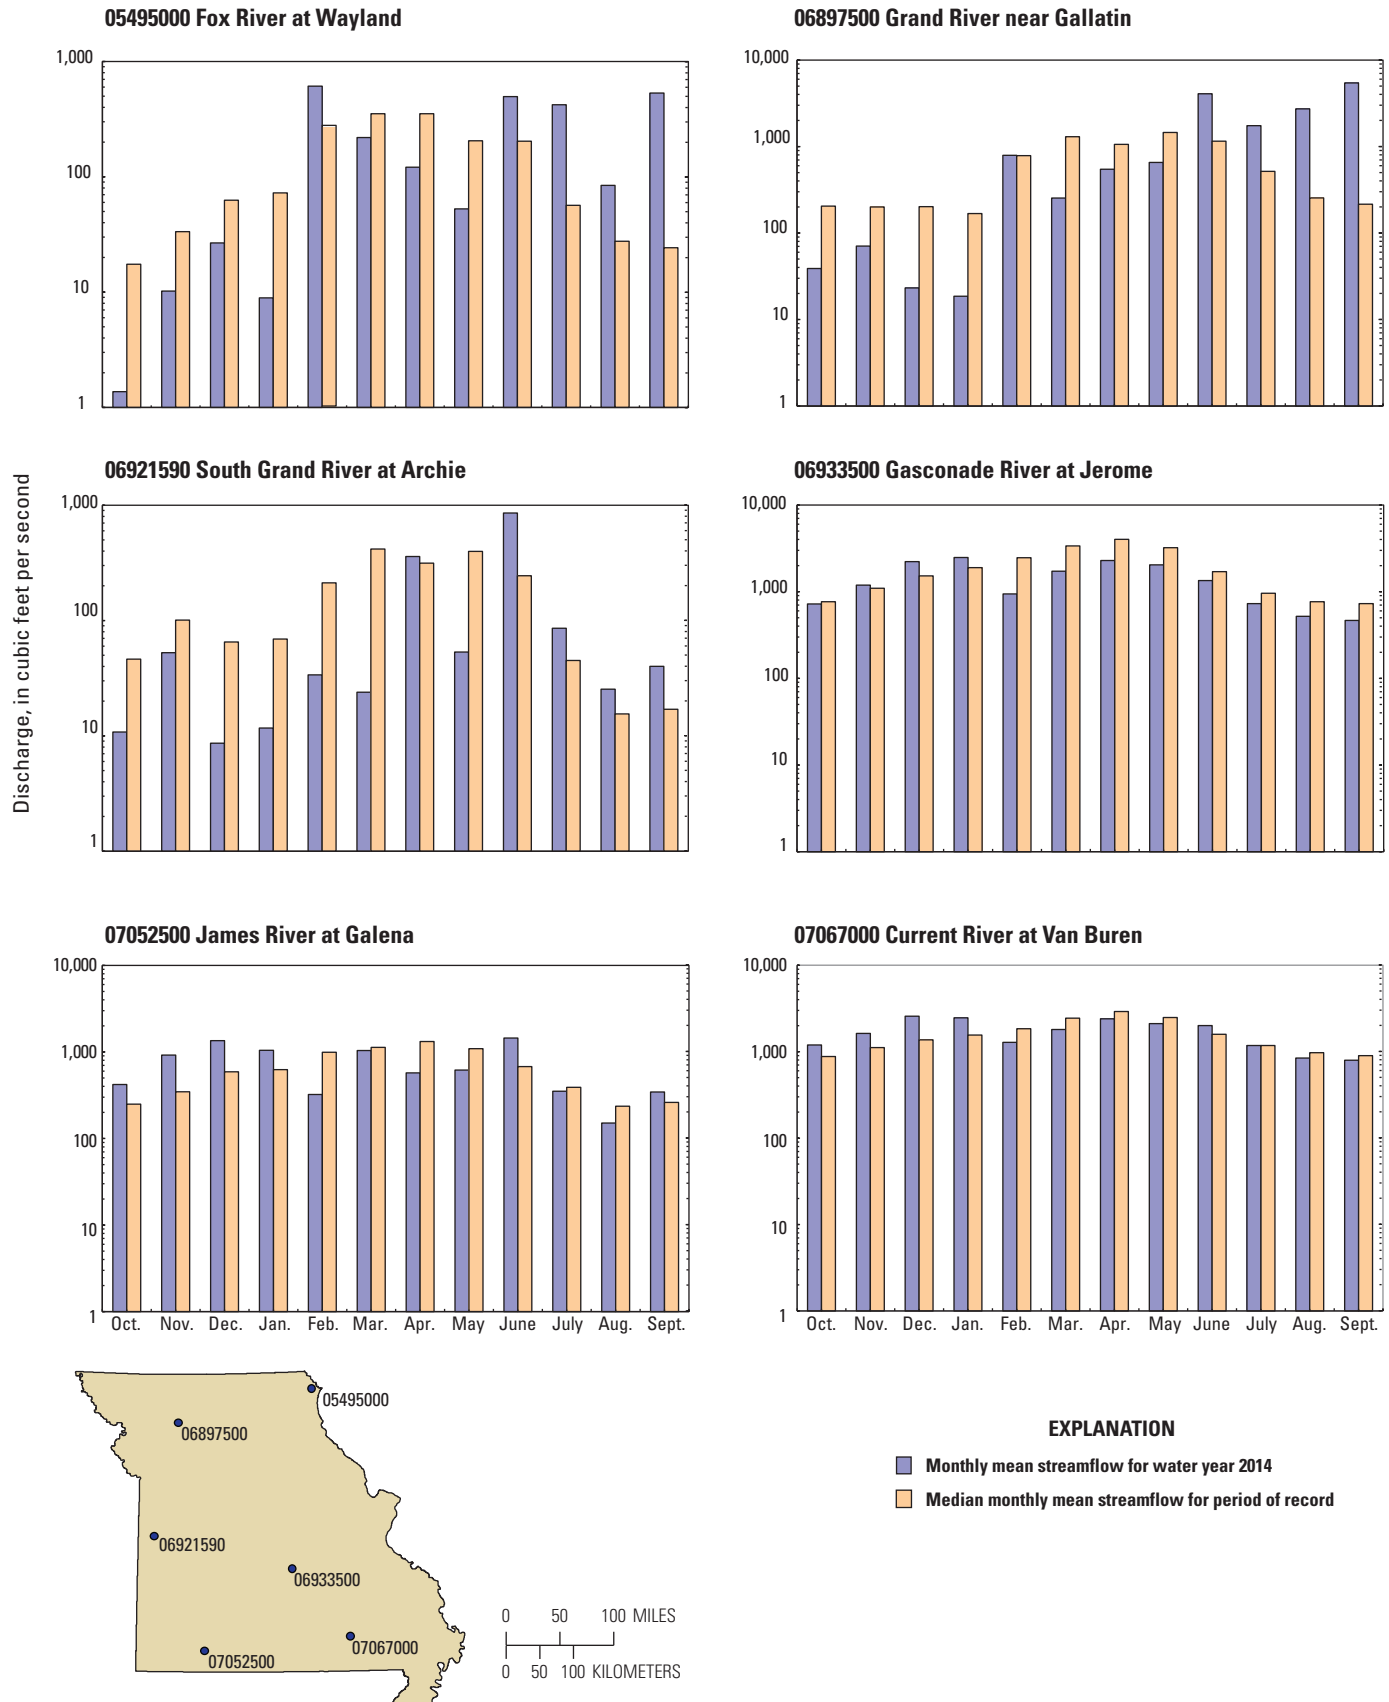 05495000 Fox River at Wayland
1,000
100
10
1
06897500 Grand River near Gallatin
10,000
1,000
100
10
1
Discharge, in cubic feet per second
06921590 South Grand River at Archie
1,000
100
10
1
06933500 Gasconade River at Jerome
10,000
1,000
100
10
1
07052500 James River at Galena
10,000
1,000
100
10
1
Oct. Nov. Dec. Jan. Feb. Mar. Apr. May June July Aug. Sept.
07067000 Current River at Van Buren
10,000
1,000
100
10
1
Oct. Nov. Dec. Jan. Feb. Mar. Apr. May June July Aug. Sept.
05495000
06897500
06921590
06933500
07052500
07067000
0 50 100 MILES
0 50 100 KILOMETERS
EXPLANATION
Monthly mean streamflow for water year 2014
Median monthly mean streamflow for period of record